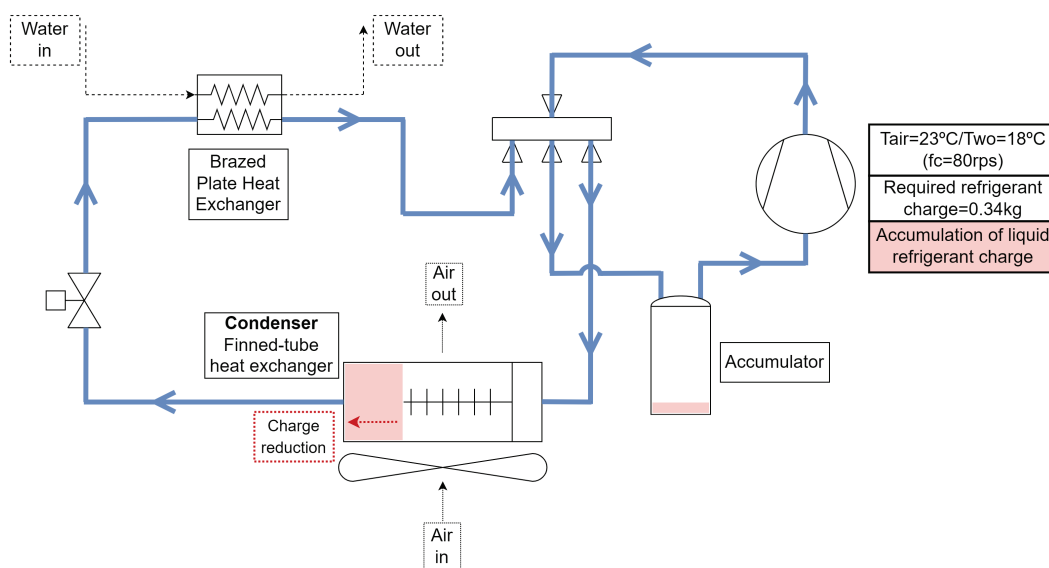 Water
in
Water
out
Brazed
Plate Heat
Exchanger
Tair=23ºC/Two=18ºC
(fc=80rps)
Required refrigerant
charge=0.34kg
Accumulation of liquid
refrigerant charge
Air
out
Condenser
Finned-tube
heat exchanger
Accumulator
Charge
reduction
Air
in